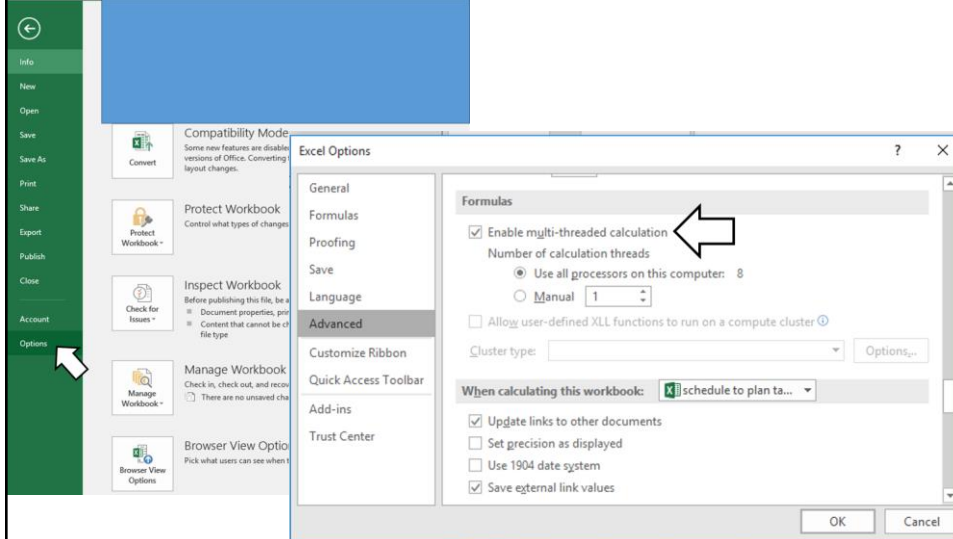 Info
New
Open
Save
Save As
Print
Share
Export
Publish
Close
Account
Options
Convert
Compatibility Mode
Some new features are disable
versions of Office. Converting
layout changes.
Protect
Workbook
Protect Workbook
Control what types of changes
Check for
Issues
Inspect Workbook
Before publishing this file, be a
Document properties, prin
Content that cannot be ch
file type
Manage
Workbook
Manage Workbook
Check in, check out, and recov
There are no unsaved cha
Browser View
Options
Browser View Optio
Pick what users can see when t
Excel Options
? X
General
Formulas
Proofing
Save
Language
Advanced
Customize Ribbon
Quick Access Toolbar
Add-ins
Trust Center
Formulas
Enable multi-threaded calculation
Number of calculation threads
Use all processors on this computer: 8
Manual 1
Allow user-defined XLL functions to run on a compute cluster
Cluster type: Options...
When calculating this workbook: schedule to plan ta...
Update links to other documents
Set precision as displayed
Use 1904 date system
Save external link values
OK Cancel